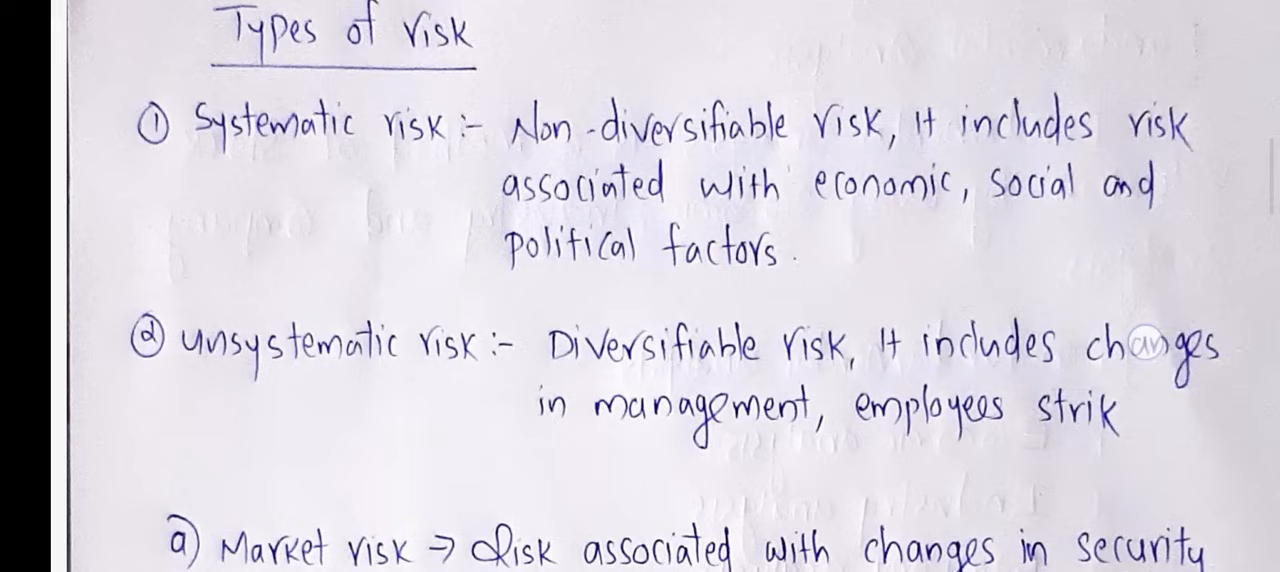 Types of risk
① Systematic risk :- Non-diversifiable risk, It includes risk
associated with economic, social and
political factors.
② unsystematic risk :- Diversifiable risk, It includes changes
in management, employees strik
a) Market risk → Risk associated with changes in security